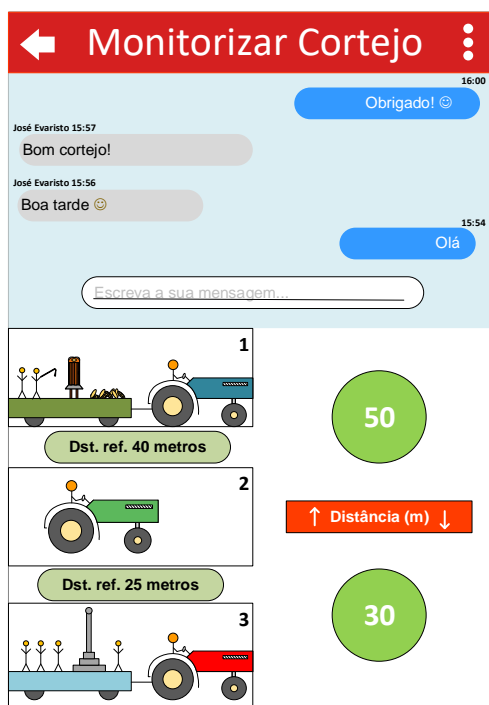 Monitorizar Cortejo
16:00
Obrigado! ☺
José Evaristo 15:57
Bom cortejo!
José Evaristo 15:56
Boa tarde ☺
15:54
Olá
Escreva a sua mensagem...
1
50
Dst. ref. 40 metros
2
↑ Distância (m) ↓
Dst. ref. 25 metros
30
3